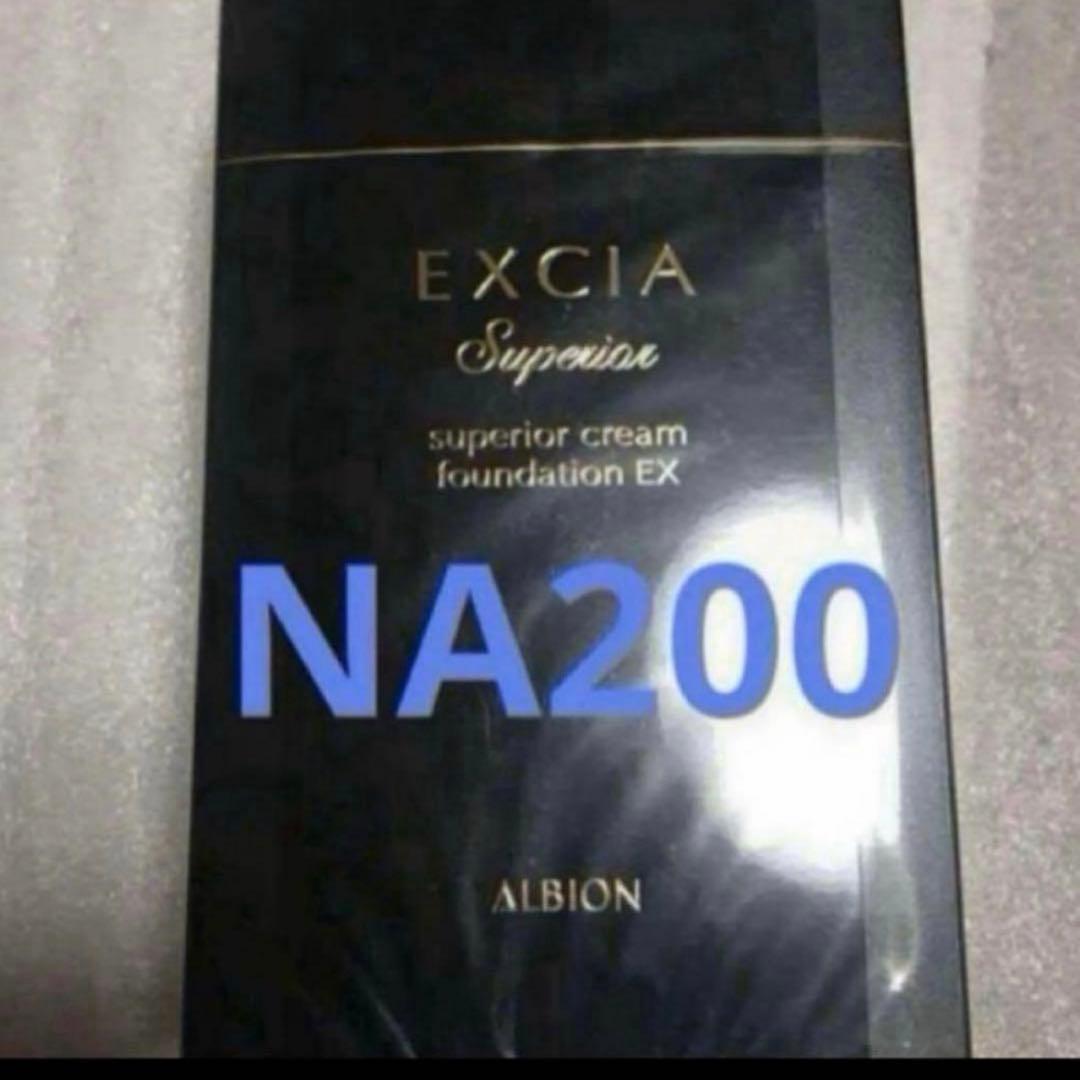 EXCIA
Superior
superior cream
foundation EX
NA200
ALBION